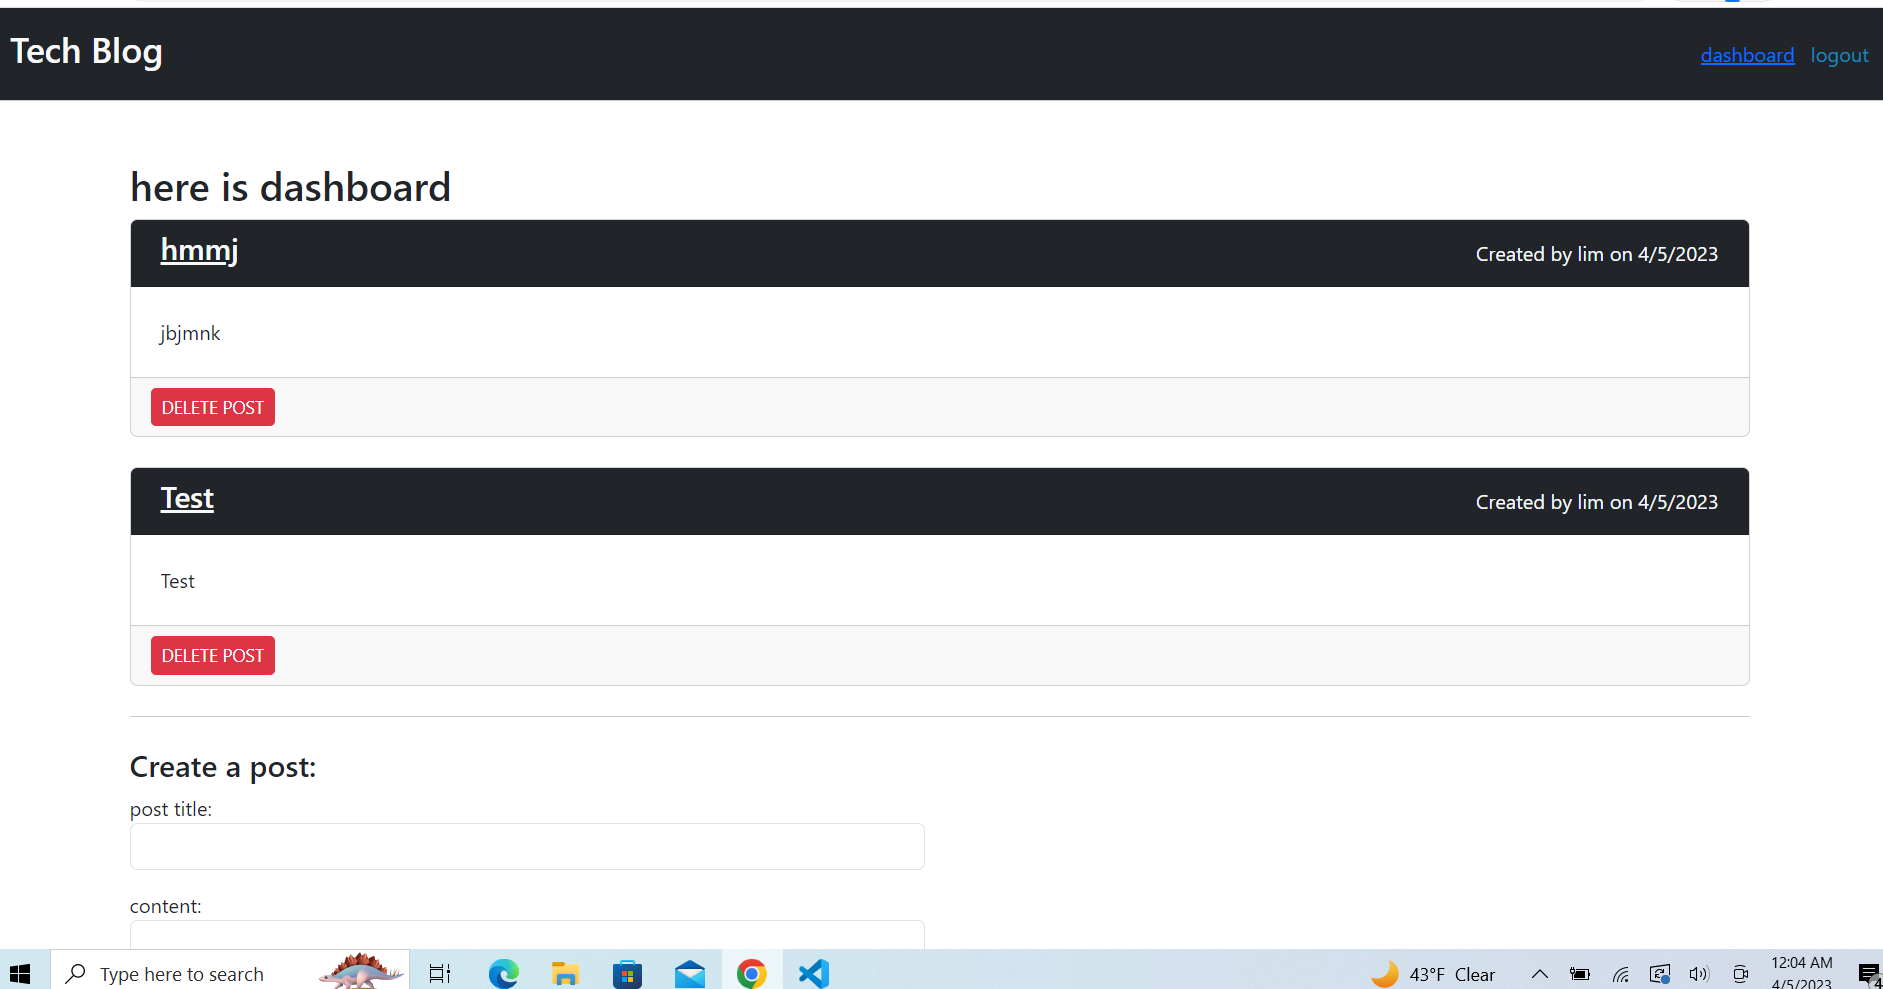 Tech Blog
dashboard logout
here is dashboard
hmmj
Created by lim on 4/5/2023
jbjmnk
DELETE POST
Test
Created by lim on 4/5/2023
Test
DELETE POST
Create a post:
post title:
content:
Type here to search
43°F Clear
12:04 AM
4/5/2023
4